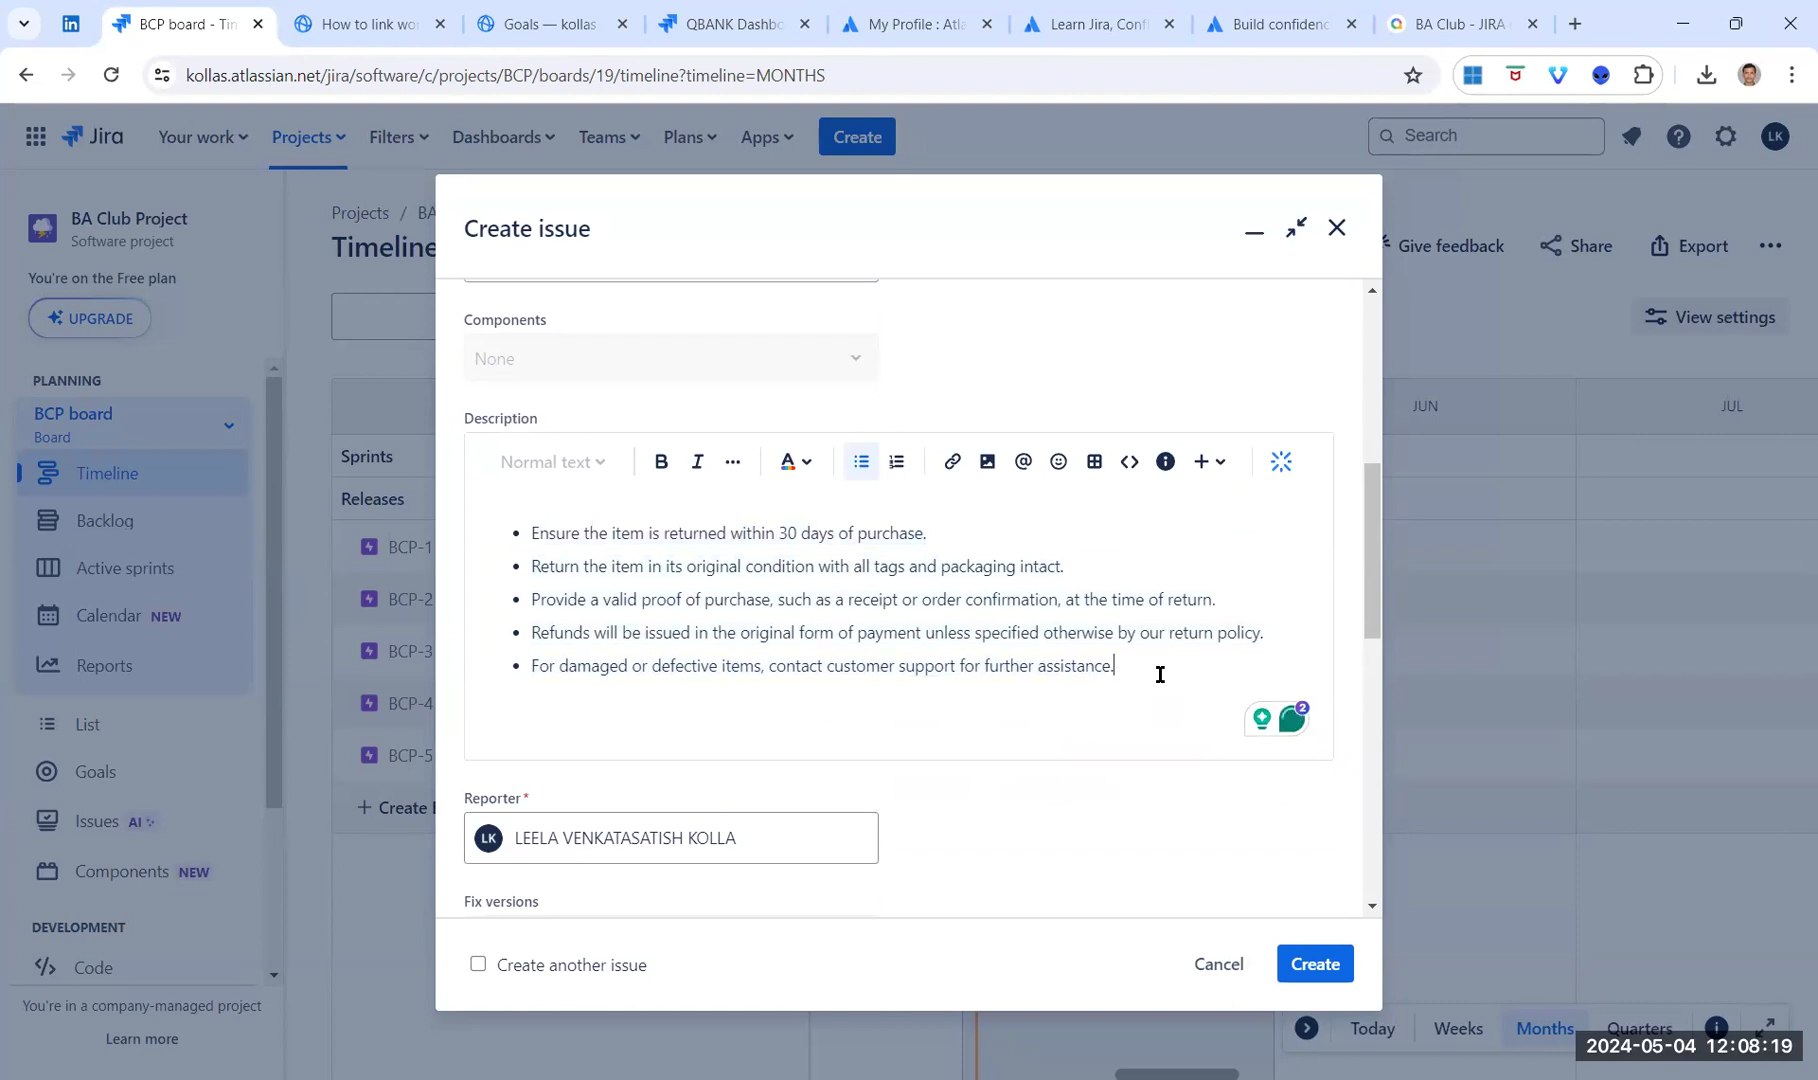 BCP board - Tim
How to link wor
Goals — kollas
QBANK Dashbo
My Profile : Atla
Learn Jira, Confl
Build confidenc
BA Club - JIRA
kollas.atlassian.net/jira/software/c/projects/BCP/boards/19/timeline?timeline=MONTHS
Jira
Your work
Projects
Filters
Dashboards
Teams
Plans
Apps
Create
Search
LK
BA Club Project
Software project
You're on the Free plan
UPGRADE
PLANNING
BCP board
Board
Timeline
Backlog
Active sprints
Calendar NEW
Reports
List
Goals
Issues AI
Components NEW
DEVELOPMENT
Code
You're in a company-managed project
Learn more
Projects / BA
Timeline
Give feedback
Share
Export
View settings
JUN
JUL
Sprints
Releases
BCP-1
BCP-2
BCP-3
BCP-4
BCP-5
+ Create E
Create issue
Components
None
Description
Normal text
B I
A
• Ensure the item is returned within 30 days of purchase.
• Return the item in its original condition with all tags and packaging intact.
• Provide a valid proof of purchase, such as a receipt or order confirmation, at the time of return.
• Refunds will be issued in the original form of payment unless specified otherwise by our return policy.
• For damaged or defective items, contact customer support for further assistance.
2
Reporter*
LK LEELA VENKATASATISH KOLLA
Fix versions
Create another issue
Cancel
Create
Today
Weeks
Months
Quarters
2024-05-04 12:08:19